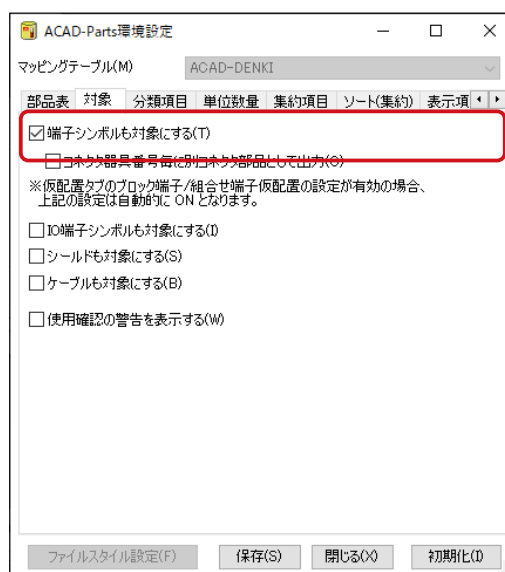 ACAD-Parts環境設定
マッピングテーブル(M) ACAD-DENKI
部品表 対象 分類項目 単位数量 集約項目 ソート(集約) 表示項
端子シンボルも対象にする(T)
コネクタ器具番号毎に別コネクタ部品として出力(O)
※仮配置タブのブロック端子/組合せ端子仮配置の設定が有効の場合、
上記の設定は自動的に ON となります。
IO端子シンボルも対象にする(I)
シールドも対象にする(S)
ケーブルも対象にする(B)
使用確認の警告を表示する(W)
ファイルスタイル設定(F) 保存(S) 閉じる(X) 初期化(I)